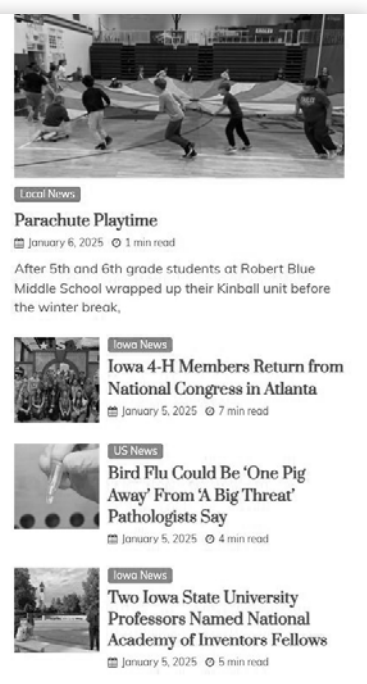 Local News
Parachute Playtime
January 6, 2025 1 min read
After 5th and 6th grade students at Robert Blue
Middle School wrapped up their Kinball unit before
the winter break,
Iowa News
Iowa 4-H Members Return from
National Congress in Atlanta
January 5, 2025 7 min read
US News
Bird Flu Could Be ‘One Pig
Away’ From ‘A Big Threat’
Pathologists Say
January 5, 2025 4 min read
Iowa News
Two Iowa State University
Professors Named National
Academy of Inventors Fellows
January 5, 2025 5 min read